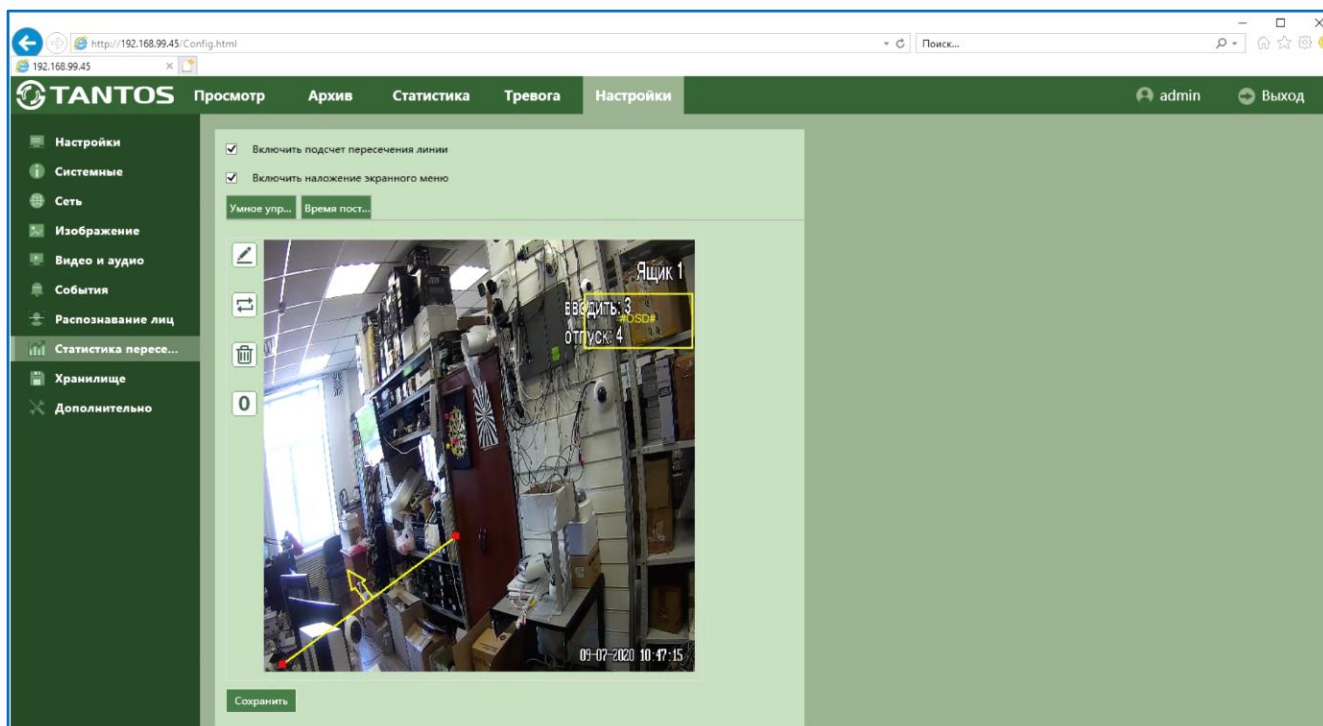 http://192.168.99.45/Config.html
Поиск...
192.168.99.45
TANTOS
Просмотр
Архив
Статистика
Тревога
Настройки
admin
Выход
Настройки
Системные
Сеть
Изображение
Видео и аудио
События
Распознавание лиц
Статистика пересе...
Хранилище
Дополнительно
Включить подсчет пересечения линии
Включить наложение экранного меню
Умное упр...
Время пост...
0
Ящик 1
вводить: 3
#OSD#
отпуск: 4
09-07-2020 10:47:15
Сохранить